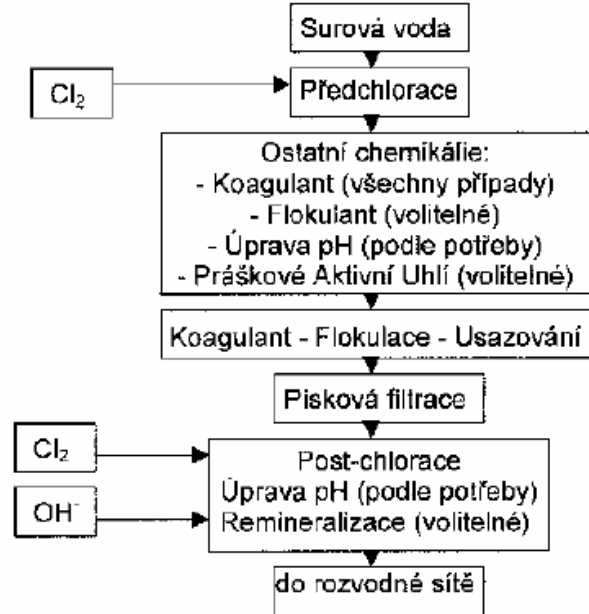 Surová voda
Cl₂
Předchlorace
Ostatní chemikálie:
- Koagulant (všechny případy)
- Flokulant (volitelné)
- Úprava pH (podle potřeby)
- Práškové Aktivní Uhlí (volitelné)
Koagulant - Flokulace - Usazování
Pisková filtrace
Cl₂
Post-chlorace
Úprava pH (podle potřeby)
OH⁻
Remineralizace (volitelné)
do rozvodné sítě